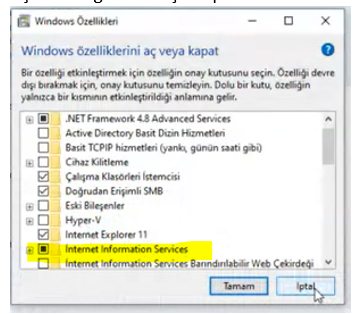 Windows Özellikleri
Windows özelliklerini aç veya kapat
Bir özelliği etkinleştirmek için özelliğin onay kutusunu seçin. Özelliği devre
dışı bırakmak için, onay kutusunu temizleyin. Dolu bir kutu, özelliğin
yalnızca bir kısmının etkinleştirildiği anlamına gelir.
.NET Framework 4.8 Advanced Services
Active Directory Basit Dizin Hizmetleri
Basit TCPIP hizmetleri (yankı, günün saati gibi)
Cihaz Kilitleme
Çalışma Klasörleri İstemcisi
Doğrudan Erişimli SMB
Eski Bileşenler
Hyper-V
Internet Explorer 11
Internet Information Services
Internet Information Services Barındırılabilir Web Çekirdeği
Tamam
İptal